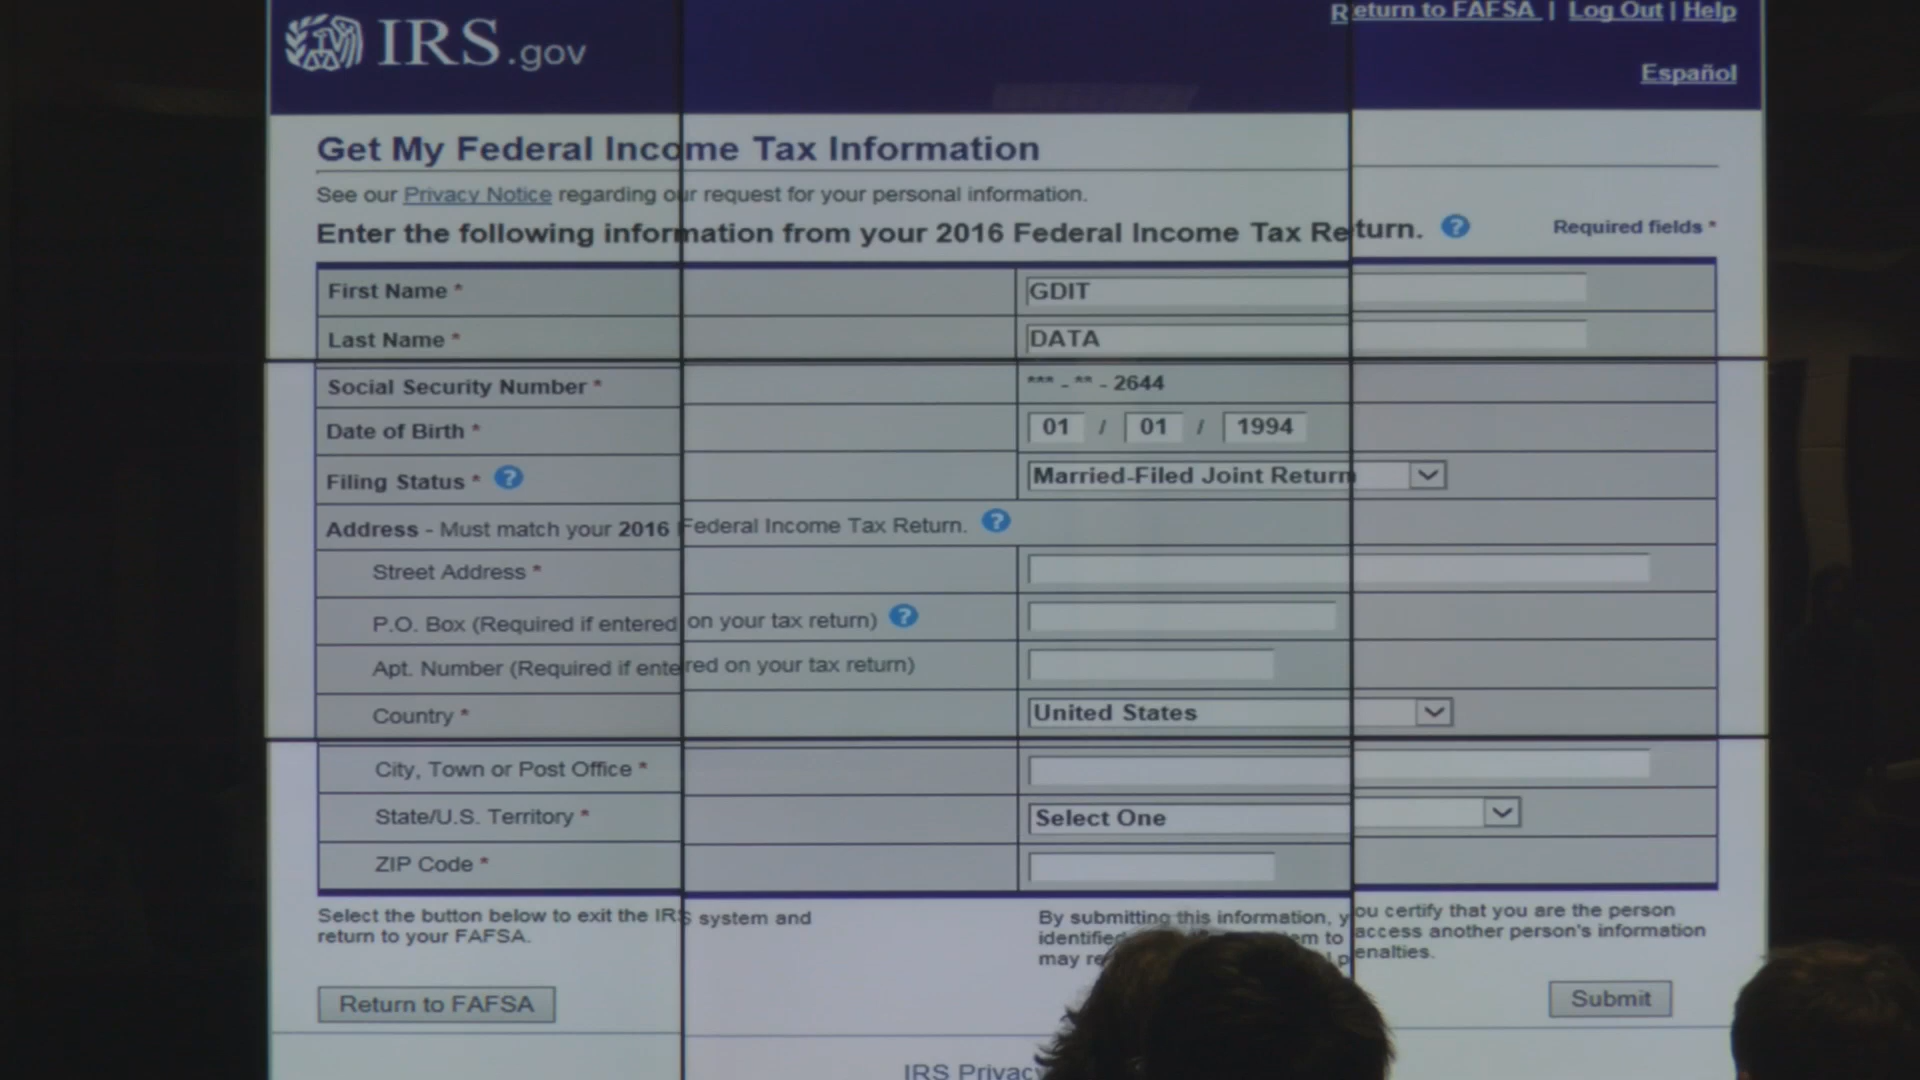 IRS.gov
Return to FAFSA | Log Out | Help
Español
Get My Federal Income Tax Information
See our Privacy Notice regarding our request for your personal information.
Enter the following information from your 2016 Federal Income Tax Return. ?
Required fields *
First Name * GDIT
Last Name * DATA
Social Security Number * *** - ** - 2644
Date of Birth * 01 / 01 / 1994
Filing Status * ? Married-Filed Joint Return
Address - Must match your 2016 Federal Income Tax Return. ?
Street Address *
P.O. Box (Required if entered on your tax return) ?
Apt. Number (Required if entered on your tax return)
Country * United States
City, Town or Post Office *
State/U.S. Territory * Select One
ZIP Code *
Select the button below to exit the IRS system and
return to your FAFSA.
By submitting this information, you certify that you are the person
identified to access another person's information
may penalties.
Return to FAFSA
Submit
IRS Privacy